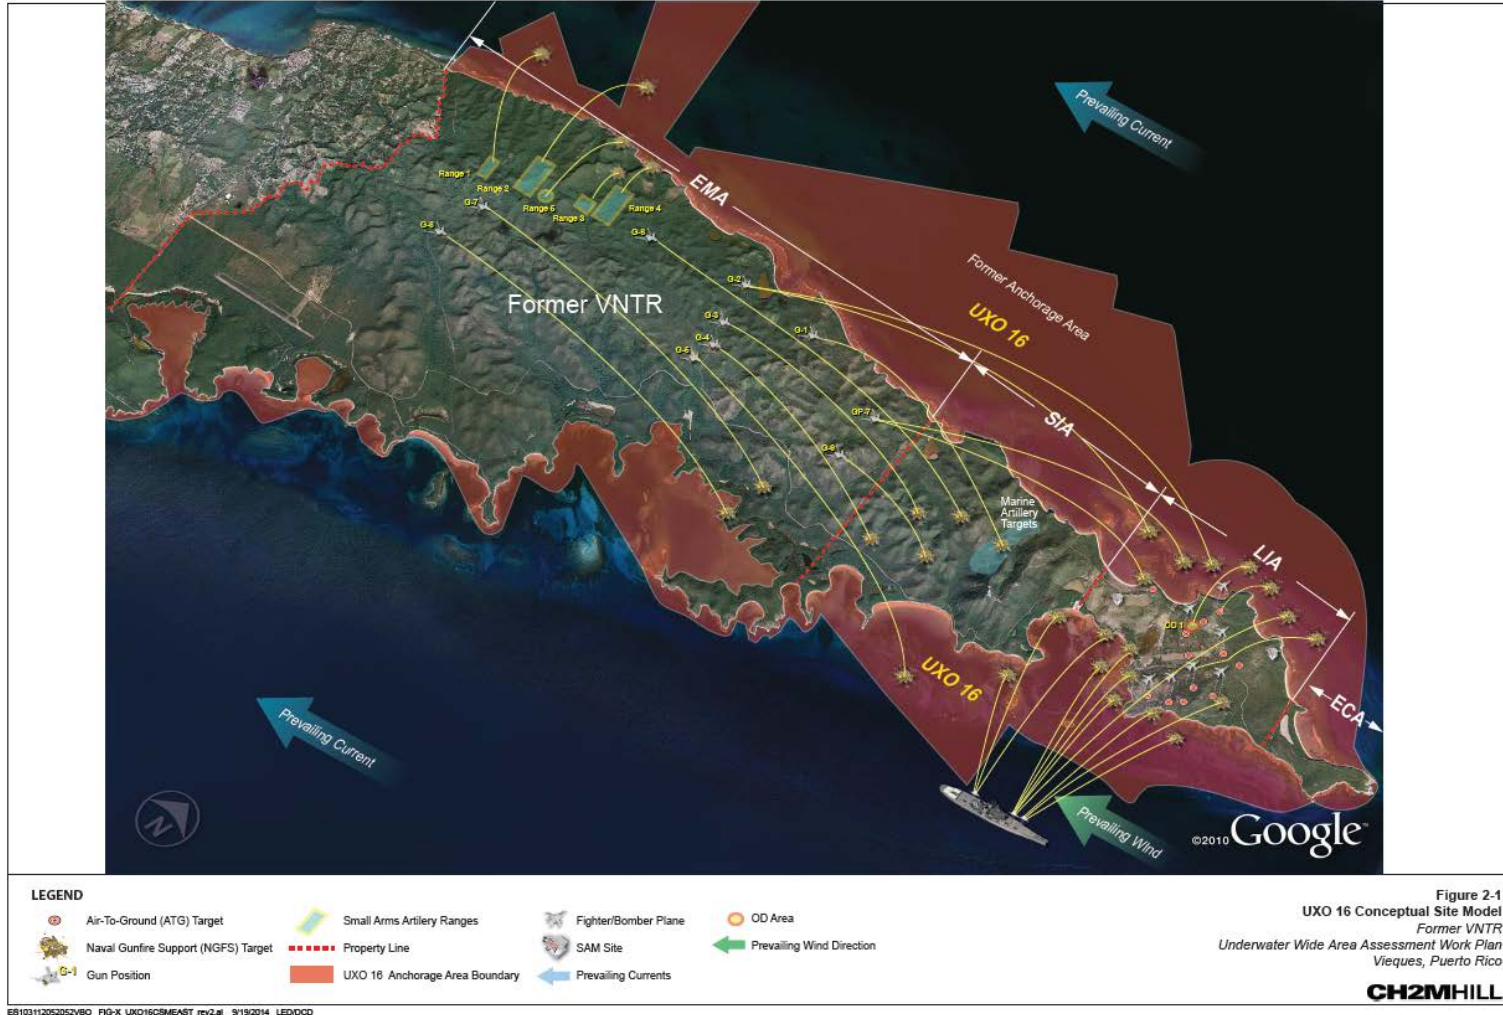 Prevailing Current
EMA
Range 1
Range 2
Range 5
Range 3
Range 4
G-7
G-6
G-8
G-2
Former Anchorage Area
UXO 16
Former VNTR
G-3
G-1
G-4
G-5
SIA
GP-7
G-9
Marine
Artillery
Targets
LIA
OD 1
UXO 16
ECA
Prevailing Current
Prevailing Wind
N
©2010 Google™
LEGEND
Air-To-Ground (ATG) Target
Naval Gunfire Support (NGFS) Target
G-1 Gun Position
Small Arms Artilery Ranges
Property Line
UXO 16 Anchorage Area Boundary
Fighter/Bomber Plane
SAM Site
Prevailing Currents
OD Area
Prevailing Wind Direction
Figure 2-1
UXO 16 Conceptual Site Model
Former VNTR
Underwater Wide Area Assessment Work Plan
Vieques, Puerto Rico
CH2MHILL